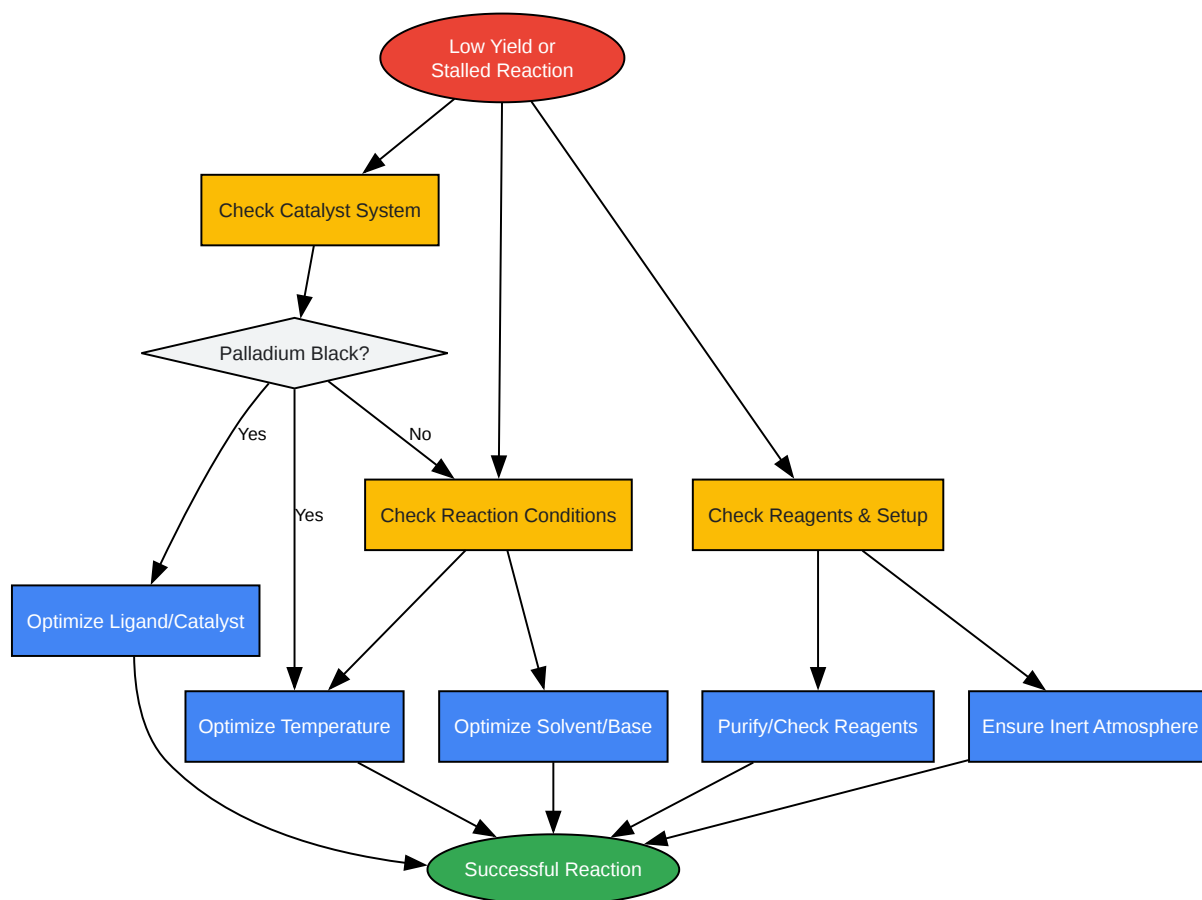 Low Yield or
Stalled Reaction
Check Catalyst System
Palladium Black?
Yes
No
Yes
Check Reaction Conditions
Check Reagents & Setup
Optimize Ligand/Catalyst
Optimize Temperature
Optimize Solvent/Base
Purify/Check Reagents
Ensure Inert Atmosphere
Successful Reaction